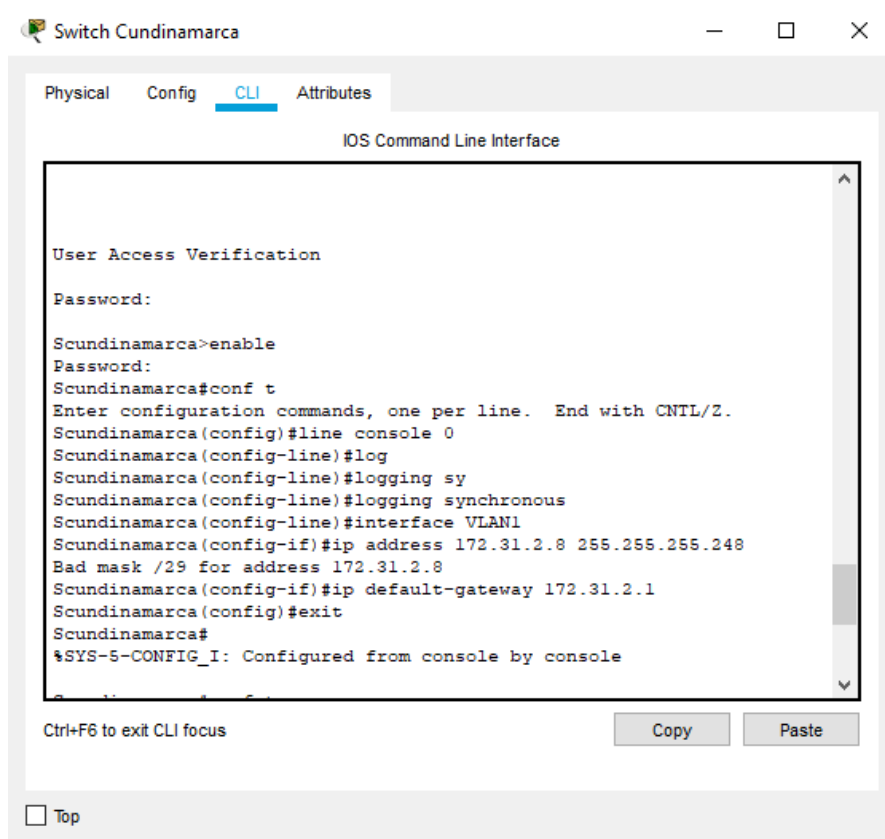 Switch Cundinamarca
Physical Config CLI Attributes
IOS Command Line Interface
User Access Verification
Password:
Scundinamarca>enable
Password:
Scundinamarca#conf t
Enter configuration commands, one per line.  End with CNTL/Z.
Scundinamarca(config)#line console 0
Scundinamarca(config-line)#log
Scundinamarca(config-line)#logging sy
Scundinamarca(config-line)#logging synchronous
Scundinamarca(config-line)#interface VLAN1
Scundinamarca(config-if)#ip address 172.31.2.8 255.255.255.248
Bad mask /29 for address 172.31.2.8
Scundinamarca(config-if)#ip default-gateway 172.31.2.1
Scundinamarca(config)#exit
Scundinamarca#
%SYS-5-CONFIG_I: Configured from console by console
Ctrl+F6 to exit CLI focus
Copy Paste
Top